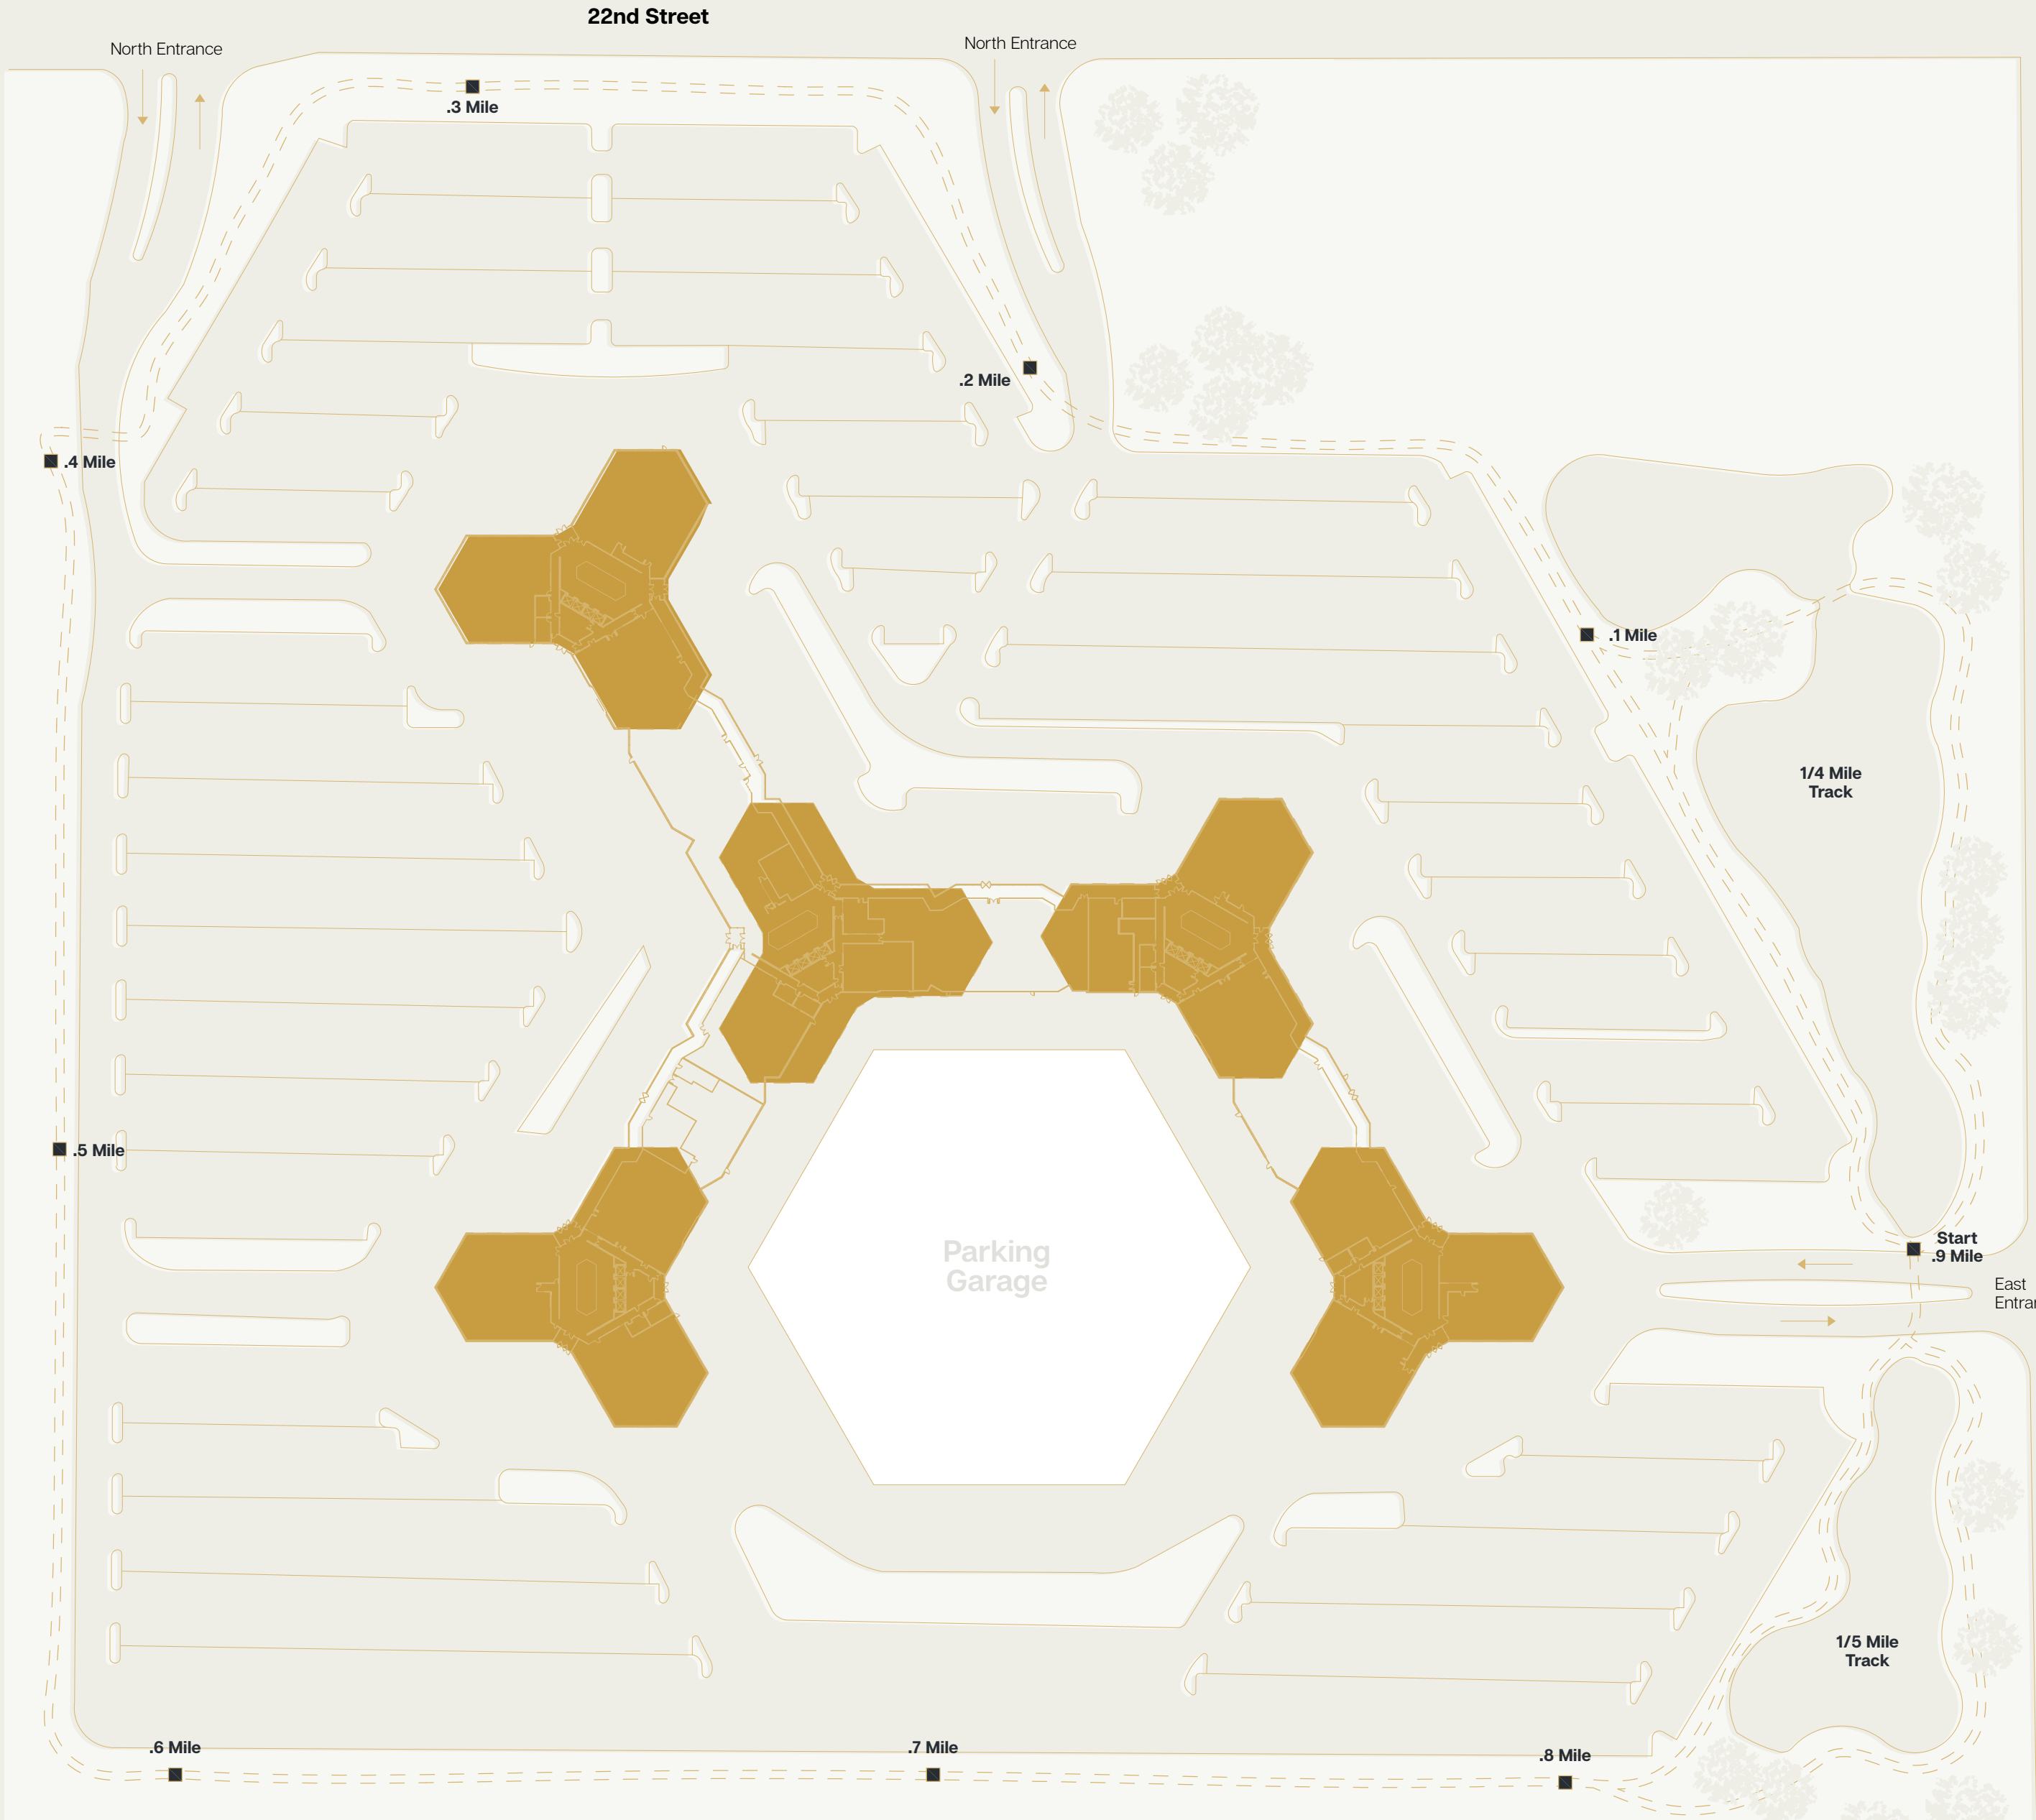 22nd Street
North Entrance
North Entrance
.3 Mile
.2 Mile
.4 Mile
.1 Mile
1/4 Mile
Track
.5 Mile
Parking
Garage
Start
.9 Mile
East
1/5 Mile
Track
.6 Mile
.7 Mile
.8 Mile